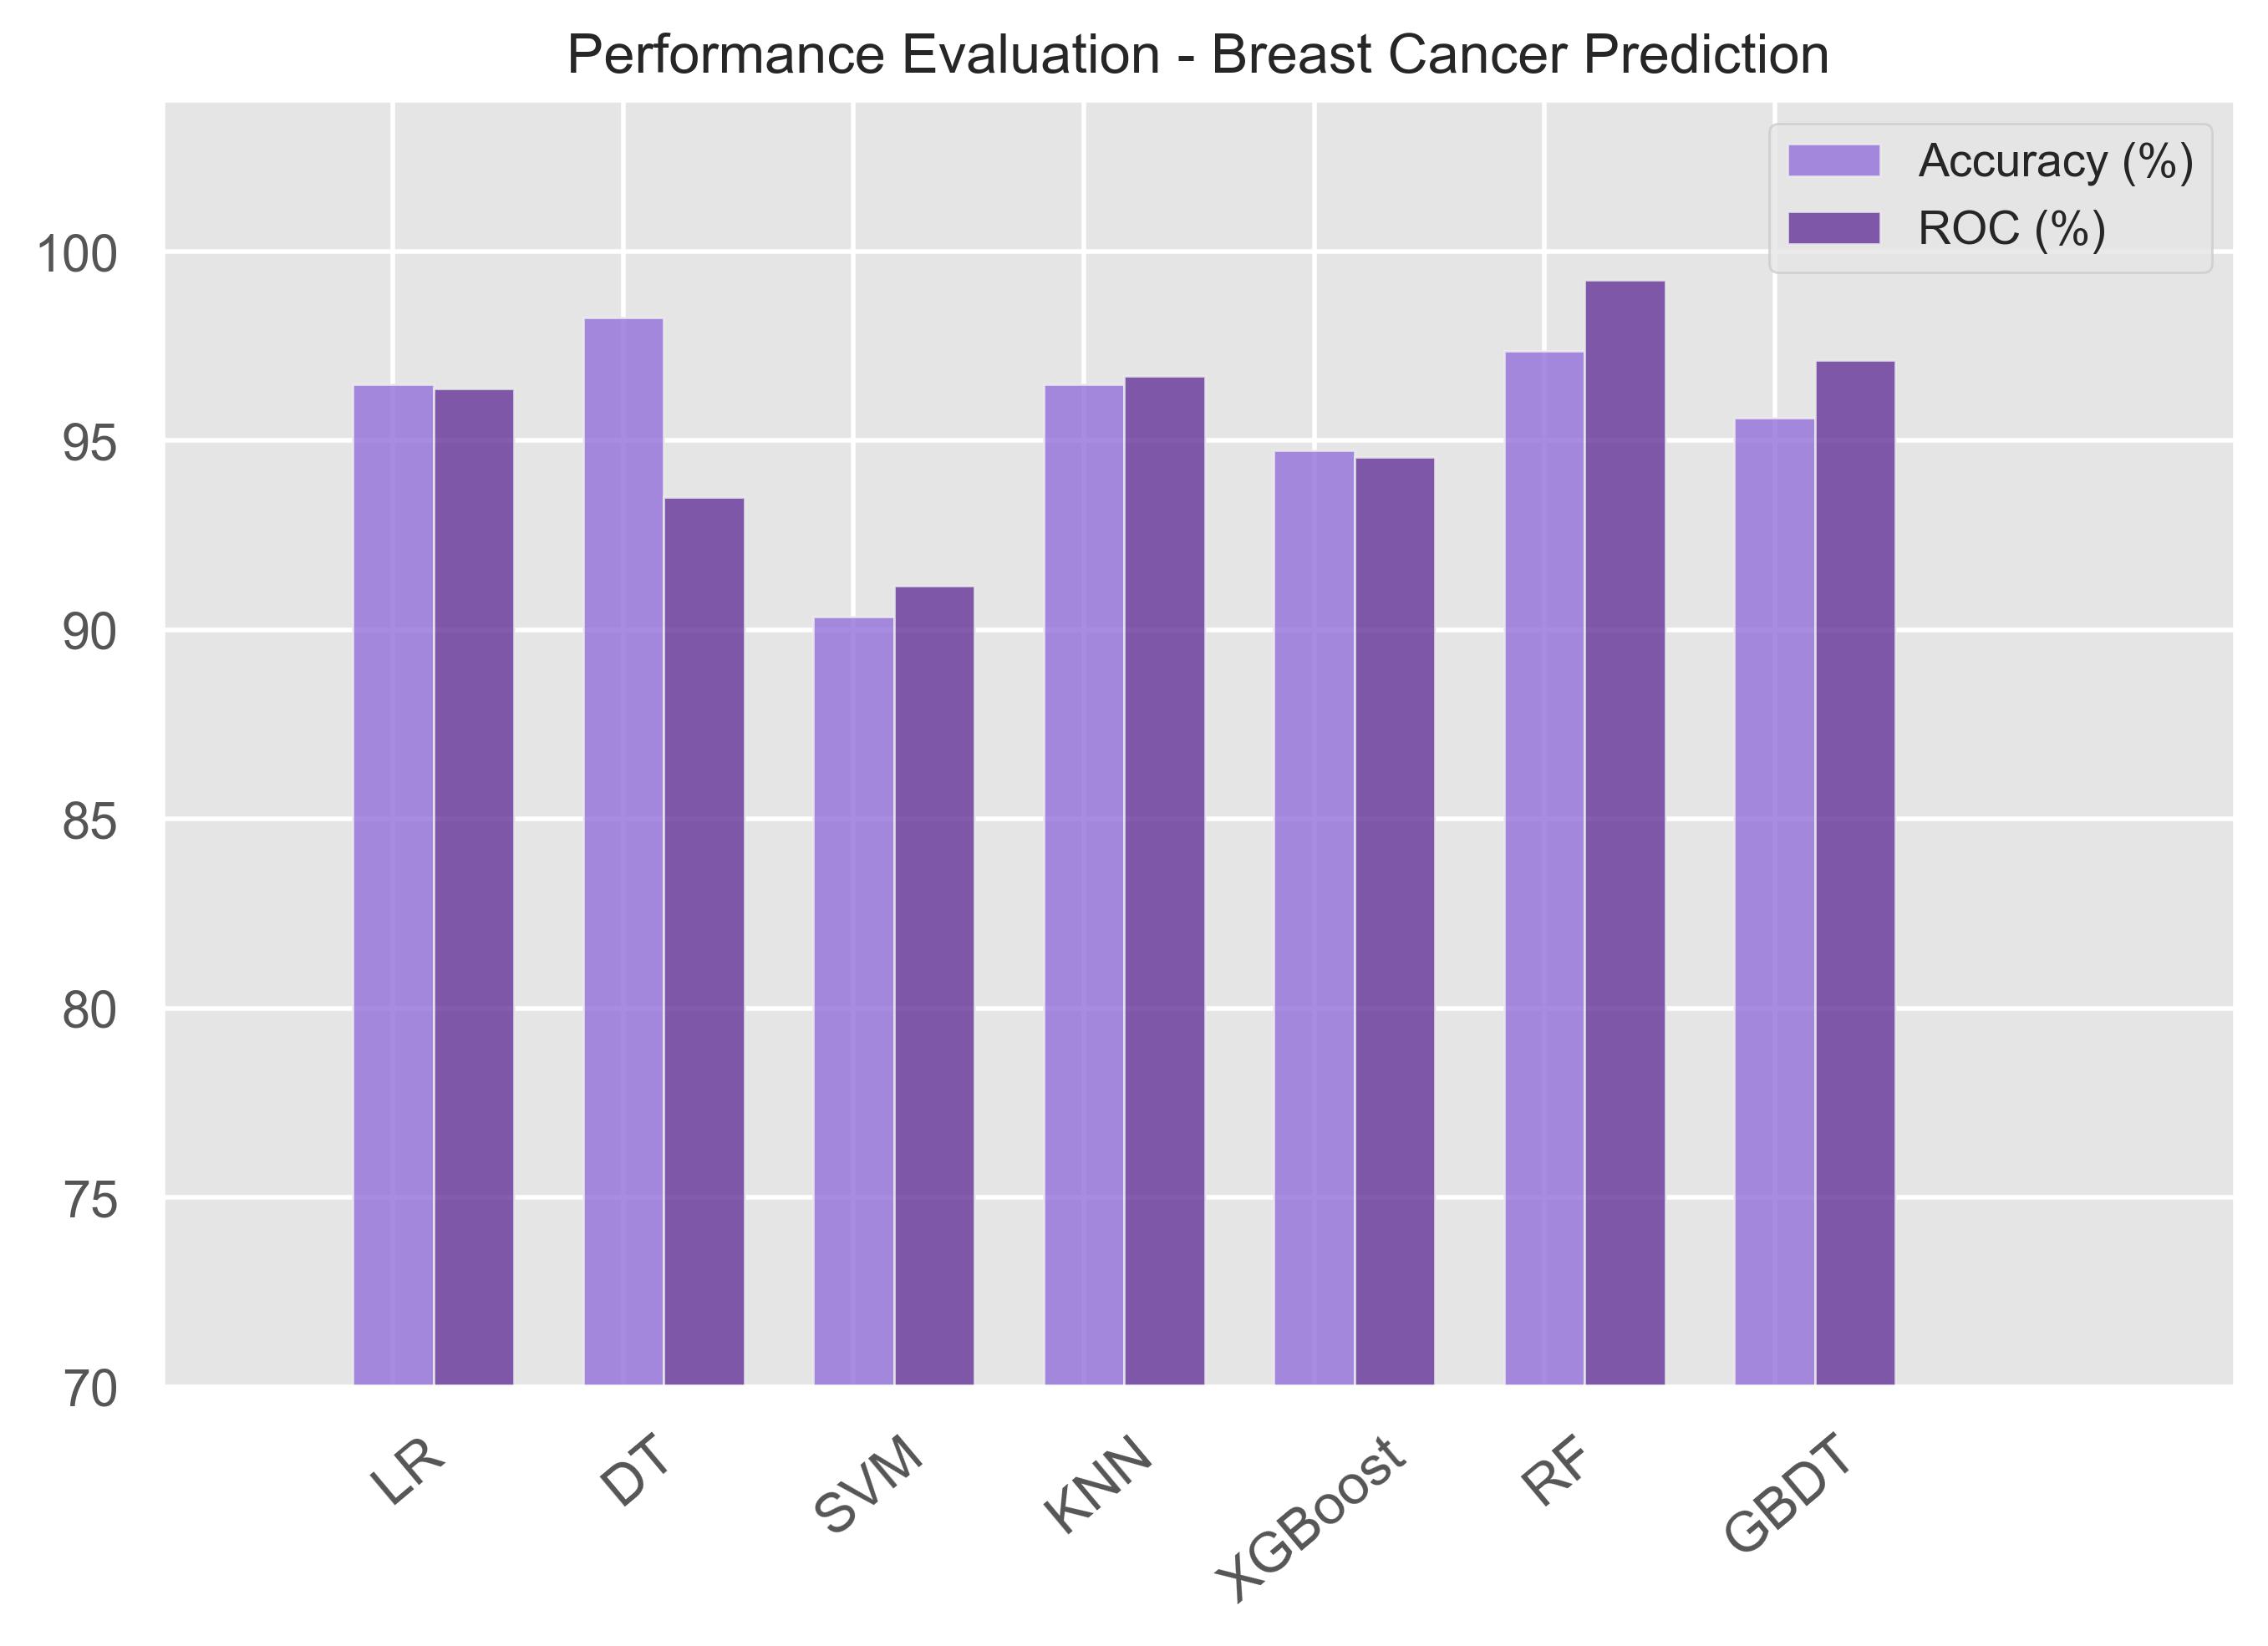 Performance Evaluation - Breast Cancer Prediction
Accuracy (%)
ROC (%)
100
95
90
85
80
75
70
LR
DT
SVM
KNN
XGBoost
RF
GBDT